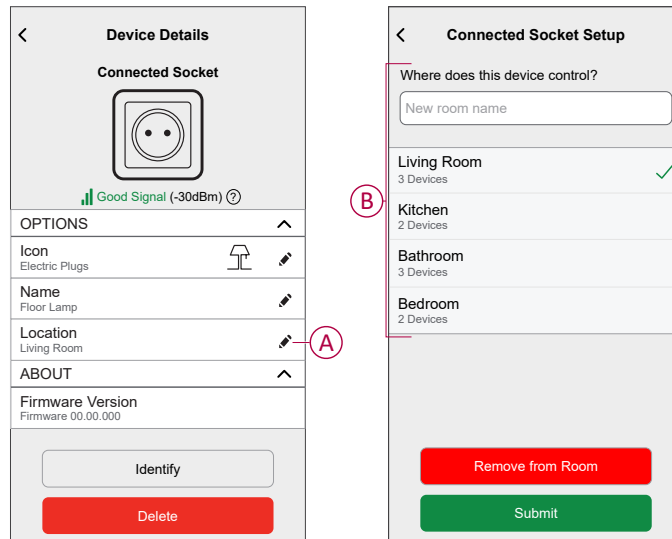 Device Details
Connected Socket
Good Signal (-30dBm) ?
OPTIONS
Icon
Electric Plugs
Name
Floor Lamp
Location
Living Room
A
ABOUT
Firmware Version
Firmware 00.00.000
Identify
Delete
Connected Socket Setup
Where does this device control?
New room name
B
Living Room
3 Devices
Kitchen
2 Devices
Bathroom
3 Devices
Bedroom
2 Devices
Remove from Room
Submit